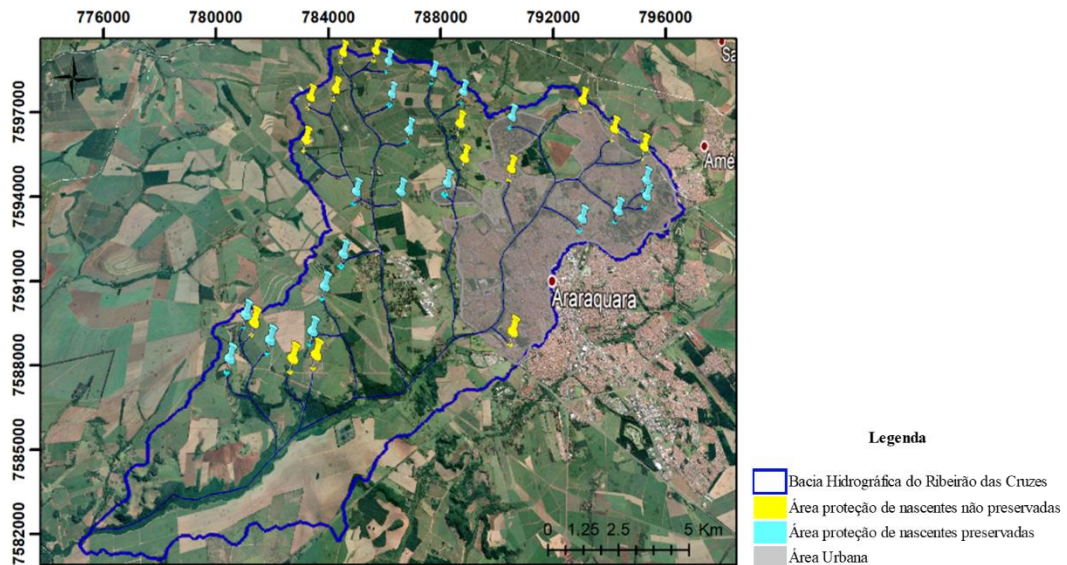 776000 780000 784000 788000 792000 796000
Sa
7597000
Amé
7594000
7591000
Araraquara
7588000
7585000
7582000
0 1.25 2.5 5 Km
Legenda
Bacia Hidrográfica do Ribeirão das Cruzes
Área proteção de nascentes não preservadas
Área proteção de nascentes preservadas
Área Urbana